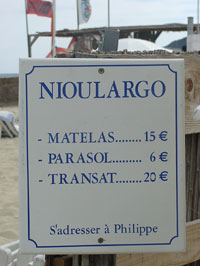 NIOULARGO
- MATELAS........ 15 €
- PARASOL.......... 6 €
- TRANSAT......... 20 €
S'adresser à Philippe